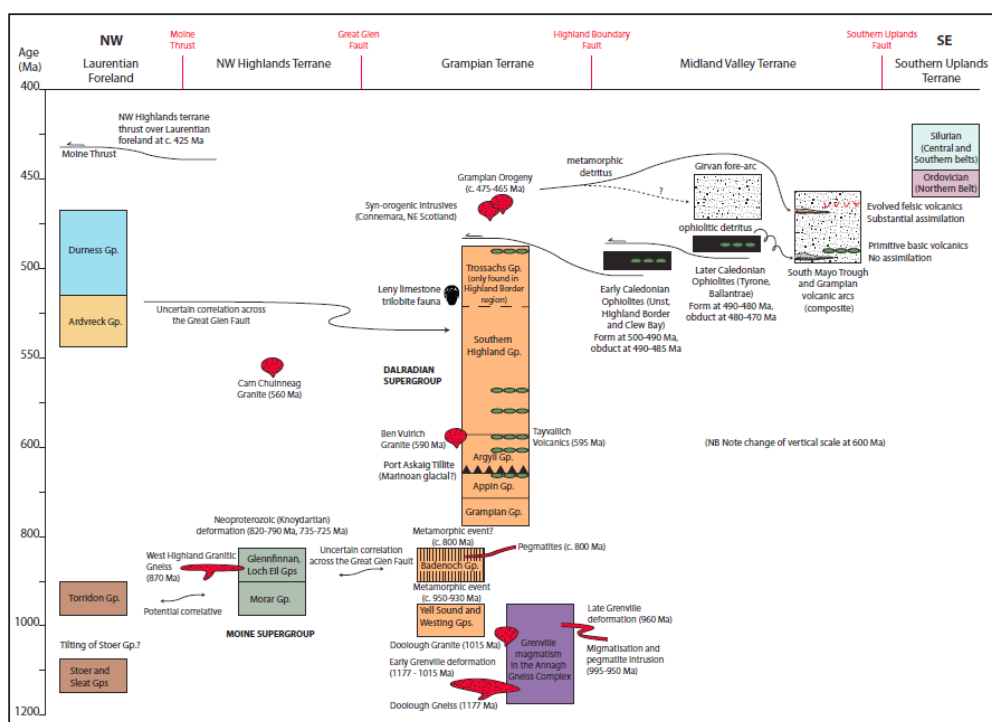 NW
Moine
Thrust
Great Glen
Fault
Highland Boundary
Fault
Southern Uplands
Fault
SE
Age
(Ma)
Laurentian
Foreland
NW Highlands Terrane
Grampian Terrane
Midland Valley Terrane
Southern Uplands
Terrane
400
450
500
550
600
800
1000
1200
NW Highlands terrane
thrust over Laurentian
foreland at c. 425 Ma
Moine Thrust
Grampian Orogeny
(c. 475-465 Ma)
Syn-orogenic Intrusives
(Connemara, NE Scotland)
metamorphic
detritus
?
Girvan fore-arc
Silurian
(Central and
Southern belts)
Ordovician
(Northern Belt)
Evolved felsic volcanics
Substantial assimilation
ophiolitic detritus
Primitive basic volcanics
No assimilation
South Mayo Trough
and Grampian
volcanic arcs
(composite)
Durness Gp.
Ardvreck Gp.
Uncertain correlation across
the Great Glen Fault
Leny limestone
trilobite fauna
Trossachs Gp.
(only found in
Highland Border
region)
Early Caledonian
Ophiolites (Unst,
Highland Border
and Clew Bay)
Form at 500-490 Ma,
obduct at 490-485 Ma
Later Caledonian
Ophiolites (Tyrone,
Ballantrae)
Form at 490-480 Ma,
obduct at 480-470 Ma
Southern
Highland Gp.
DALRADIAN
SUPERGROUP
Carn Chuinneag
Granite (560 Ma)
Ben Vuirich
Granite (590 Ma)
Tayvallich
Volcanics (595 Ma)
Argyll Gp.
Port Askaig Tillite
(Marinoan glacial?)
Appin Gp.
Grampian Gp.
(NB Note change of vertical scale at 600 Ma)
Neoproterozoic (Knoydartian)
deformation (820-790 Ma, 735-725 Ma)
West Highland Granitic
Gneiss
(870 Ma)
Glennfinnan,
Loch Eil Gps
Morar Gp.
MOINE SUPERGROUP
Uncertain correlation
across the Great Glen Fault
Metamorphic event?
(c. 800 Ma)
Badenoch Gp.
Pegmatites (c. 800 Ma)
Metamorphic event
(c. 950-930 Ma)
Yell Sound and
Westing Gps.
Torridon Gp.
Potential correlative
Tilting of Stoer Gp.?
Stoer and
Sleat Gps
Doolough Granite (1015 Ma)
Early Grenville deformation
(1177 - 1015 Ma)
Doolough Gneiss (1177 Ma)
Grenville
magmatism
in the Annagh
Gneiss Complex
Late Grenville
deformation (960 Ma)
Migmatisation and
pegmatite intrusion
(995-950 Ma)